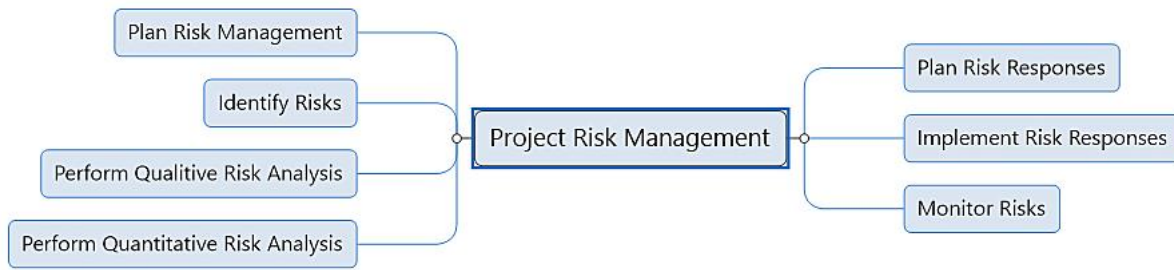 Plan Risk Management
Identify Risks
Perform Qualitive Risk Analysis
Perform Quantitative Risk Analysis
Project Risk Management
Plan Risk Responses
Implement Risk Responses
Monitor Risks